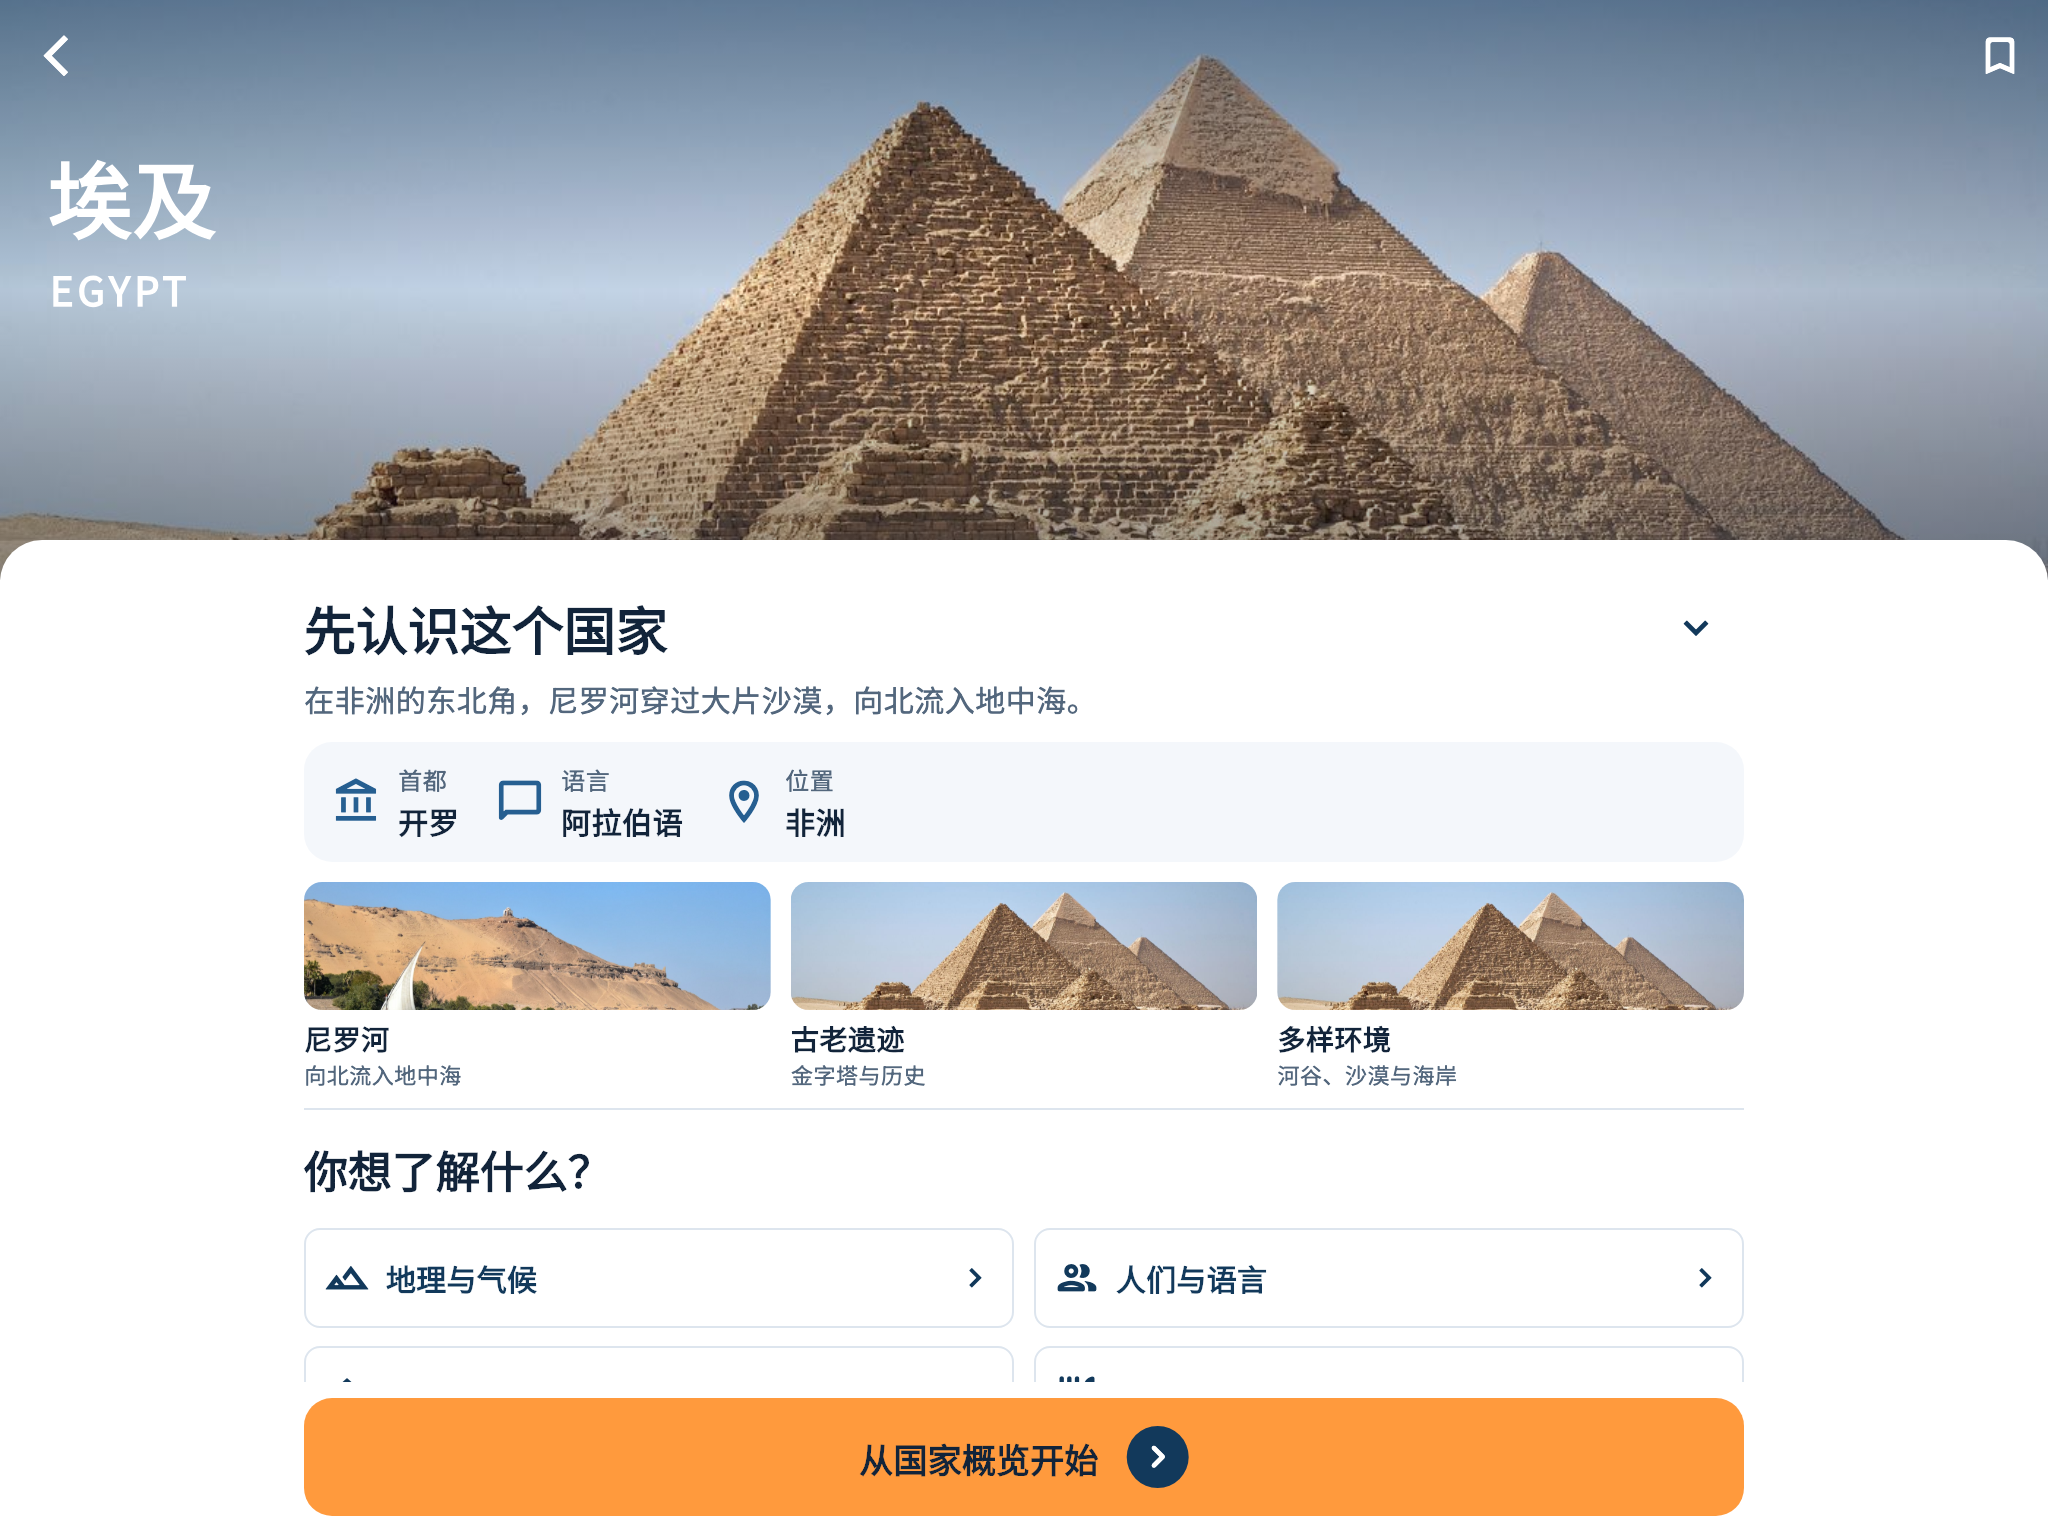 埃及
EGYPT
先认识这个国家
在非洲的东北角，尼罗河穿过大片沙漠，向北流入地中海。
首都
开罗
语言
阿拉伯语
位置
非洲
尼罗河
向北流入地中海
古老遗迹
金字塔与历史
多样环境
河谷、沙漠与海岸
你想了解什么？
地理与气候
人们与语言
从国家概览开始